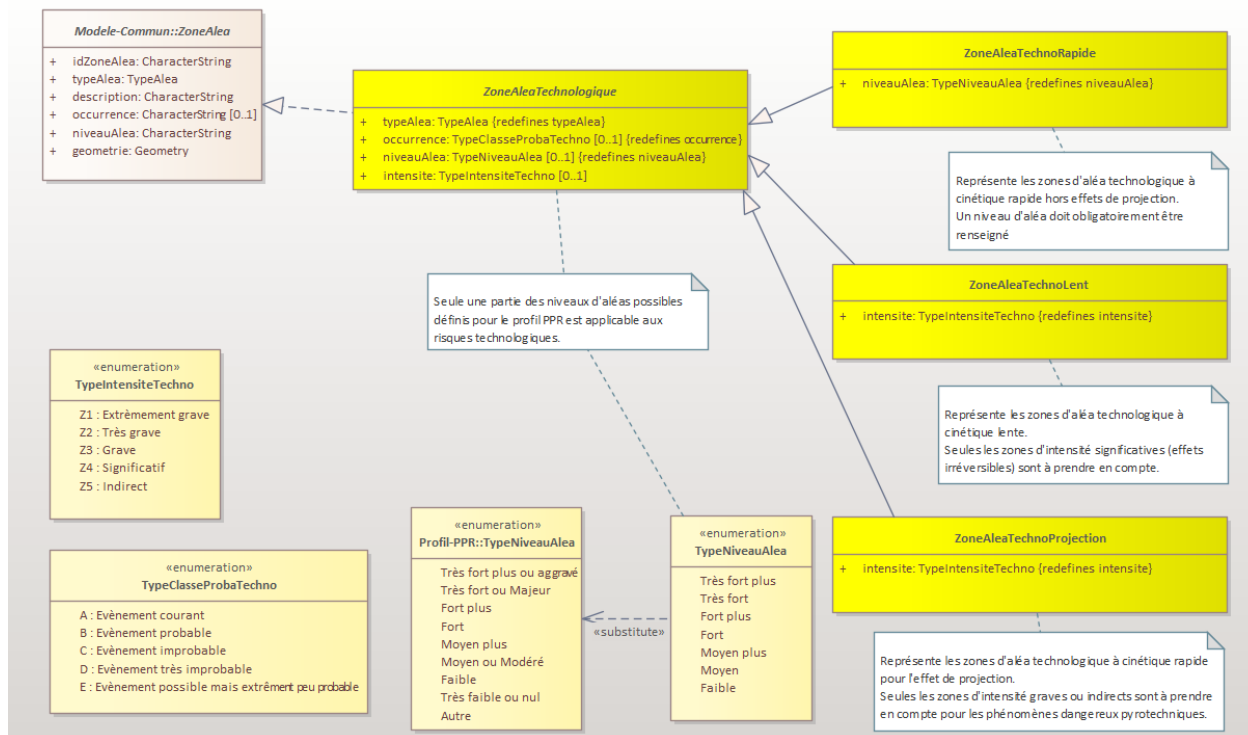 Modele-Commun::ZoneAlea
+ idZoneAlea: CharacterString
+ typeAlea: TypeAlea
+ description: CharacterString
+ occurrence: CharacterString [0..1]
+ niveauAlea: CharacterString
+ geometrie: Geometry
ZoneAleaTechnologique
+ typeAlea: TypeAlea {redefines typeAlea}
+ occurrence: TypeClasseProbaTechno [0..1] {redefines occurrence}
+ niveauAlea: TypeNiveauAlea [0..1] {redefines niveauAlea}
+ intensite: TypeIntensiteTechno [0..1]
ZoneAleaTechnoRapide
+ niveauAlea: TypeNiveauAlea {redefines niveauAlea}
Représente les zones d'aléa technologique à
cinétique rapide hors effets de projection.
Un niveau d'aléa doit obligatoirement être
renseigné
ZoneAleaTechnoLent
+ intensite: TypeIntensiteTechno {redefines intensite}
Seule une partie des niveaux d'aléas possibles
définis pour le profil PPR est applicable aux
risques technologiques.
Représente les zones d'aléa technologique à
cinétique lente.
Seules les zones d'intensité significatives (effets
irréversibles) sont à prendre en compte.
«enumeration»
TypeIntensiteTechno
Z1 : Extrèmement grave
Z2 : Très grave
Z3 : Grave
Z4 : Significatif
Z5 : Indirect
«enumeration»
TypeClasseProbaTechno
A : Evènement courant
B : Evènement probable
C : Evènement improbable
D : Evènement très improbable
E : Evènement possible mais extrêment peu probable
«enumeration»
Profil-PPR::TypeNiveauAlea
Très fort plus ou aggravé
Très fort ou Majeur
Fort plus
Fort
Moyen plus
Moyen ou Modéré
Faible
Très faible ou nul
Autre
«substitute»
«enumeration»
TypeNiveauAlea
Très fort plus
Très fort
Fort plus
Fort
Moyen plus
Moyen
Faible
ZoneAleaTechnoProjection
+ intensite: TypeIntensiteTechno {redefines intensite}
Représente les zones d'aléa technologique à cinétique rapide
pour l'effet de projection.
Seules les zones d'intensité graves ou indirects sont à prendre
en compte pour les phénomènes dangereux pyrotechniques.